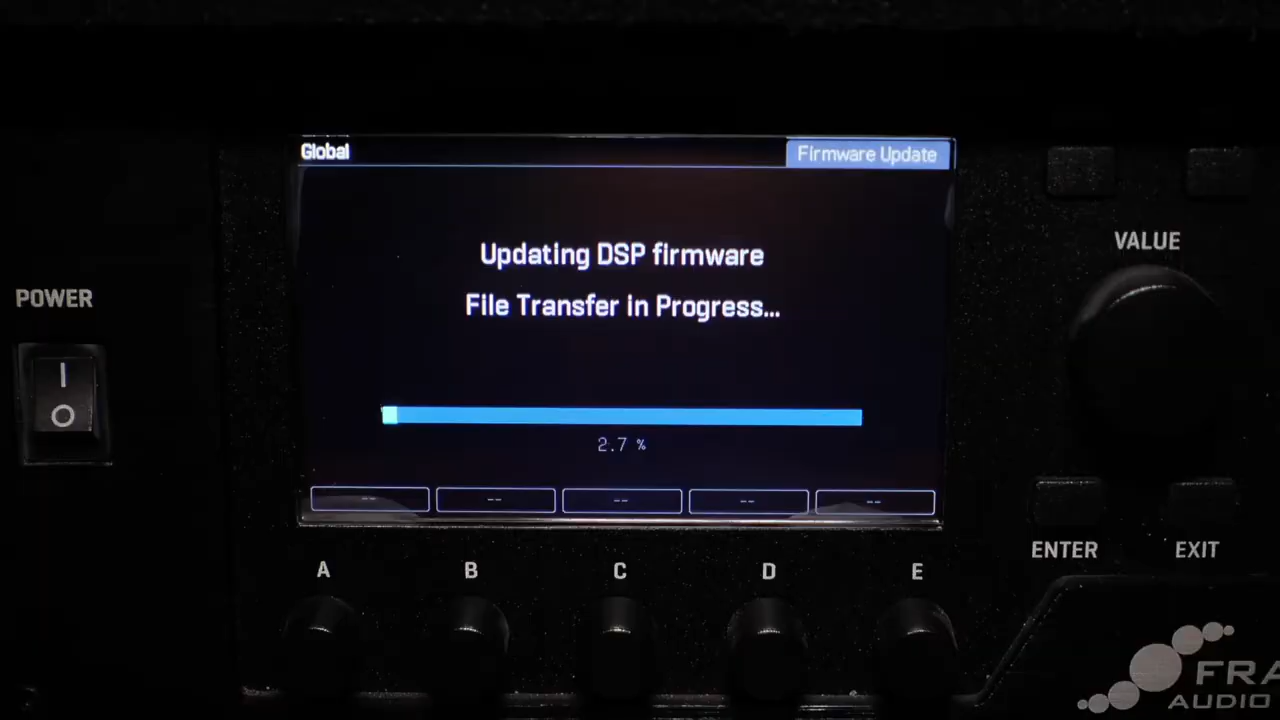 Global
Firmware Update
Updating DSP firmware
File Transfer in Progress...
2.7 %
-- -- -- -- --
POWER
I
O
VALUE
ENTER
EXIT
A B C D E
FRA
AUDIO